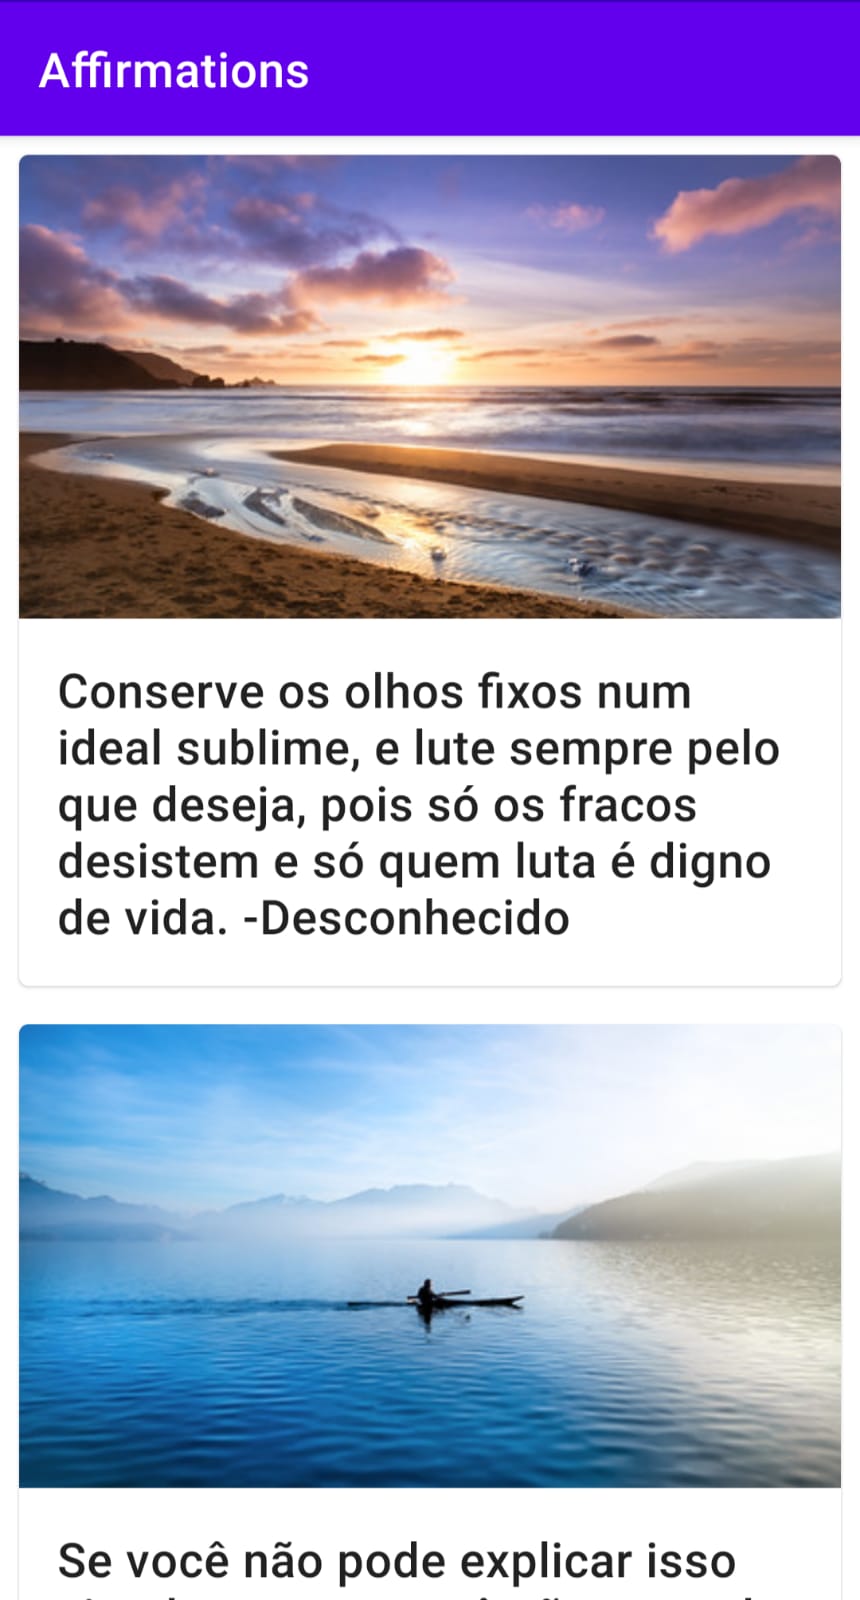 Affirmations
Conserve os olhos fixos num
ideal sublime, e lute sempre pelo
que deseja, pois só os fracos
desistem e só quem luta é digno
de vida. -Desconhecido
Se você não pode explicar isso